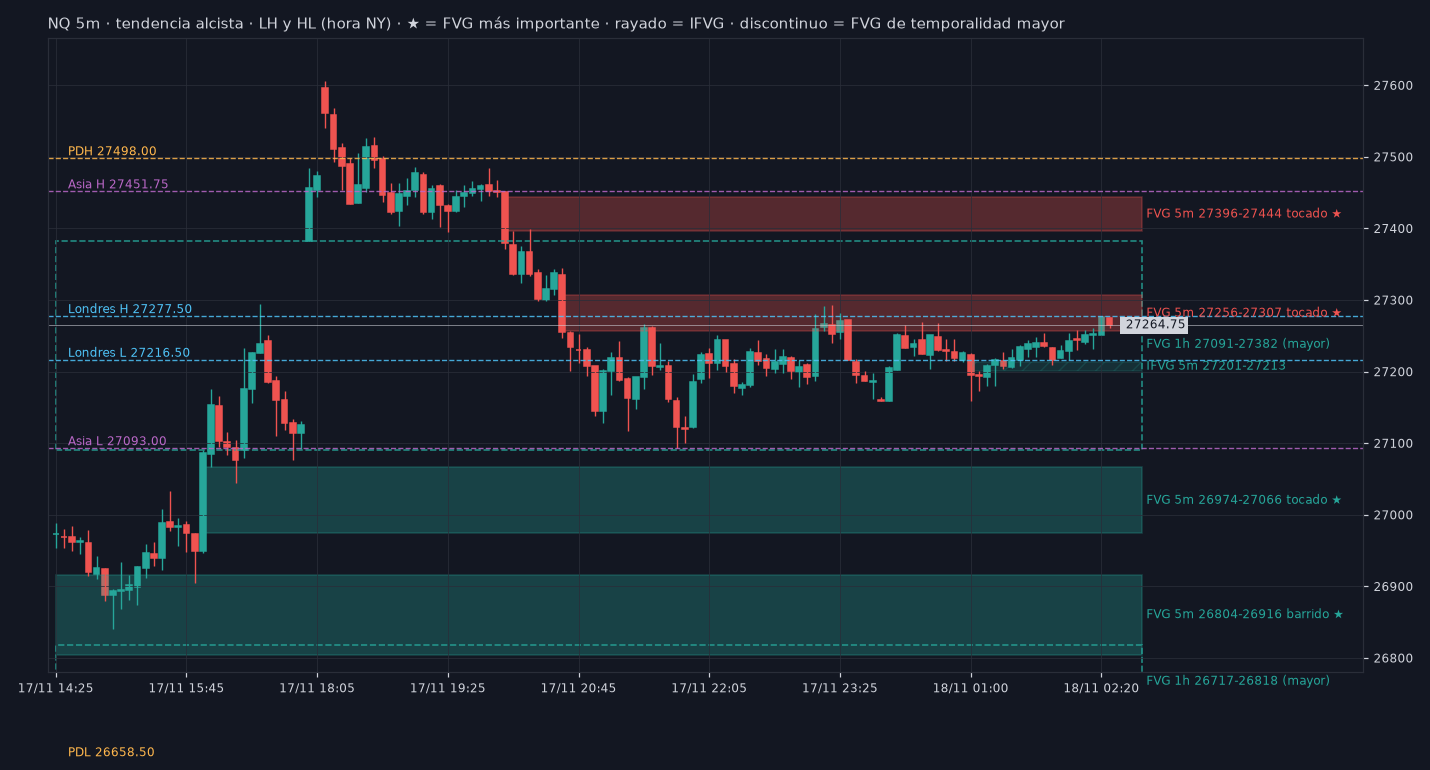 NQ 5m · tendencia alcista · LH y HL (hora NY) · ★ = FVG más importante · rayado = IFVG · discontinuo = FVG de temporalidad mayor
27600
PDH 27498.00
27500
Asia H 27451.75
FVG 5m 27396-27444 tocado ★
27400
Londres H 27277.50
27300
FVG 5m 27256-27307 tocado ★
27264.75
FVG 1h 27091-27382 (mayor)
Londres L 27216.50
IFVG 5m 27201-27213
27200
Asia L 27093.00
27100
FVG 5m 26974-27066 tocado ★
27000
26900
FVG 5m 26804-26916 barrido ★
26800
FVG 1h 26717-26818 (mayor)
17/11 14:25 17/11 15:45 17/11 18:05 17/11 19:25 17/11 20:45 17/11 22:05 17/11 23:25 18/11 01:00 18/11 02:20
PDL 26658.50